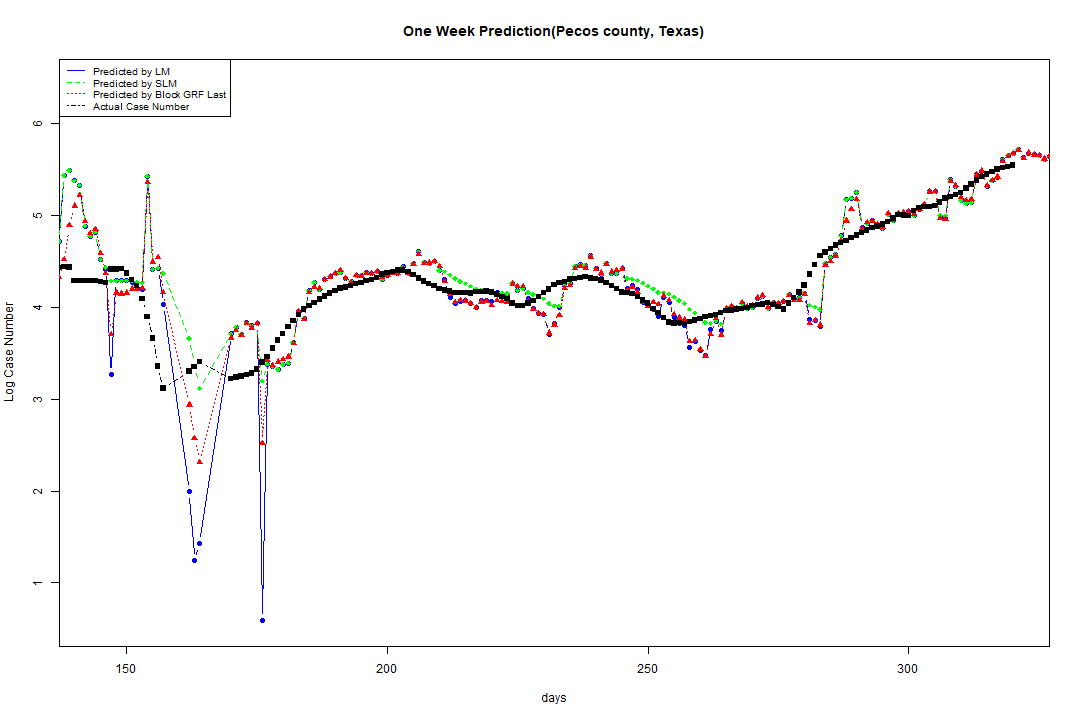 One Week Prediction(Pecos county, Texas)
Predicted by LM
Predicted by SLM
Predicted by Block GRF Last
Actual Case Number
6
5
4
3
2
1
Log Case Number
150 200 250 300
days